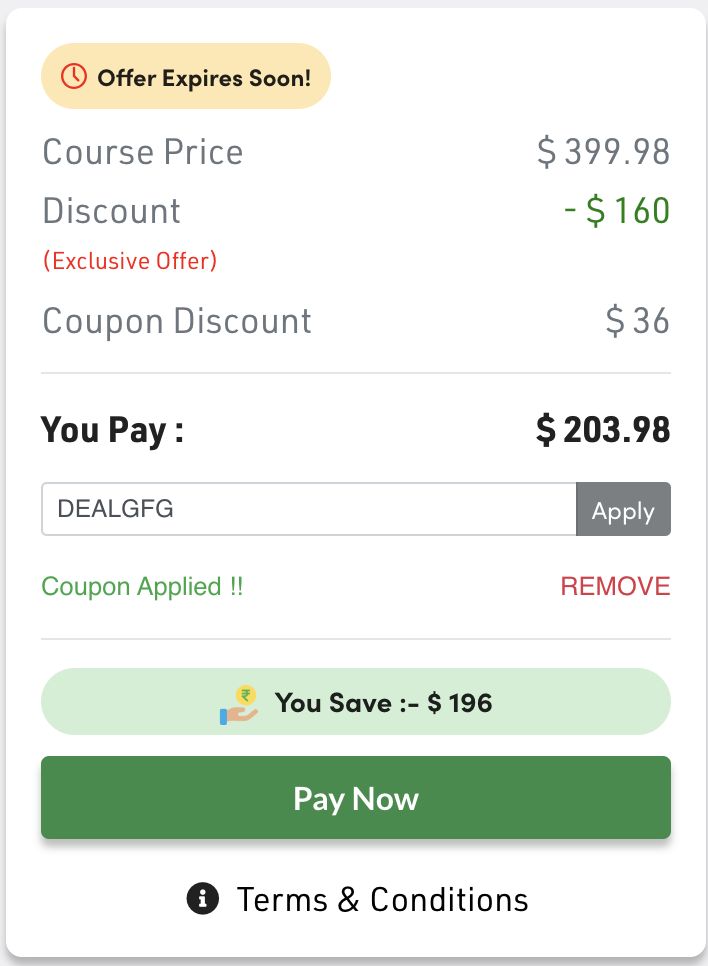 Offer Expires Soon!
Course Price $ 399.98
Discount - $ 160
(Exclusive Offer)
Coupon Discount $ 36
You Pay : $ 203.98
DEALGFG Apply
Coupon Applied !! REMOVE
₹ You Save :- $ 196
Pay Now
Terms & Conditions